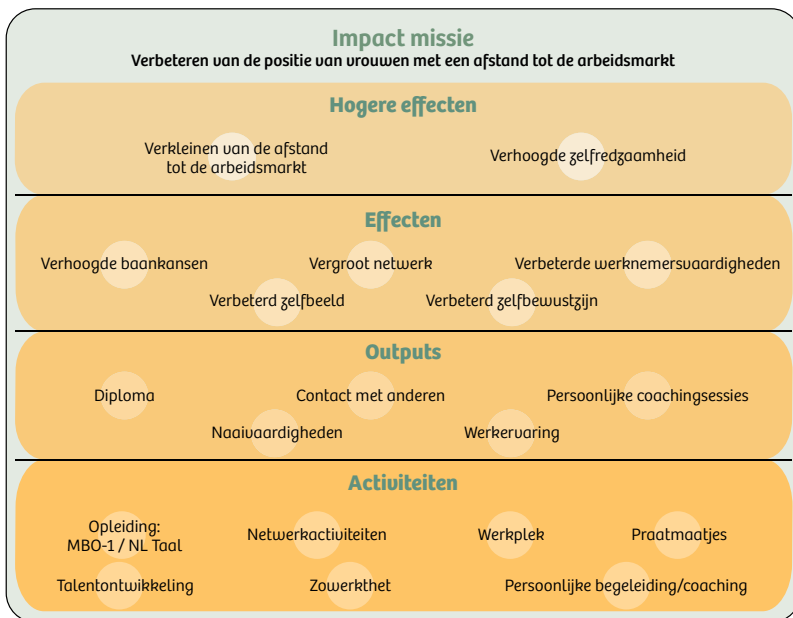 Impact missie
Verbeteren van de positie van vrouwen met een afstand tot de arbeidsmarkt
Hogere effecten
Verkleinen van de afstand
tot de arbeidsmarkt
Verhoogde zelfredzaamheid
Effecten
Verhoogde baankansen
Vergroot netwerk
Verbeterde werknemersvaardigheden
Verbeterd zelfbeeld
Verbeterd zelfbewustzijn
Outputs
Diploma
Contact met anderen
Persoonlijke coachingsessies
Naaivaardigheden
Werkervaring
Activiteiten
Opleiding:
MBO-1 / NL Taal
Netwerkactiviteiten
Werkplek
Praatmaatjes
Talentontwikkeling
Zowerkthet
Persoonlijke begeleiding/coaching